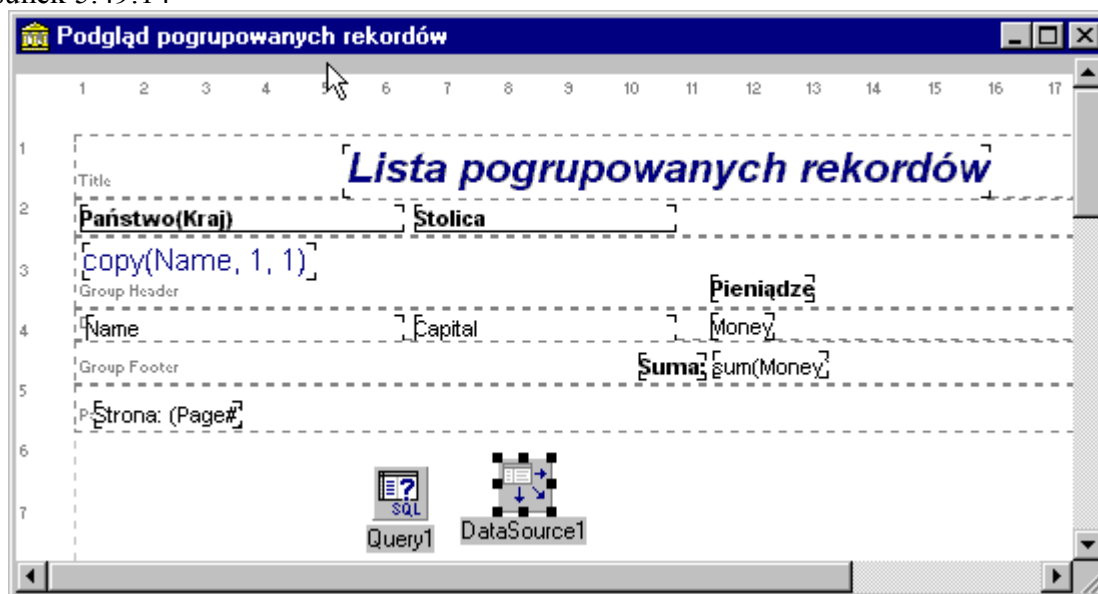 Podgląd pogrupowanych rekordów
1 2 3 4 5 6 7 8 9 10 11 12 13 14 15 16 17
1
Title
Lista pogrupowanych rekordów
2
Państwo(Kraj) Stolica
3
copy(Name, 1, 1)
Group Header
Pieniądze
4
Name Capital Money
Group Footer
Suma: sum(Money
5
Strona: (Page#
6
7
SQL
Query1 DataSource1